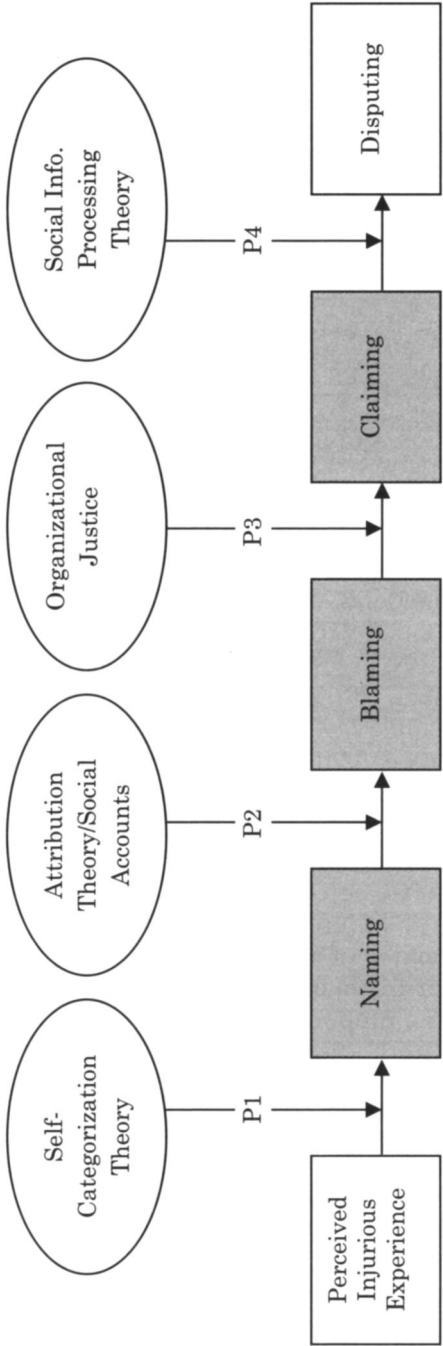 Self-
Categorization
Theory
Attribution
Theory/Social
Accounts
Organizational
Justice
Social Info.
Processing
Theory
P1
P2
P3
P4
Perceived
Injurious
Experience
Naming
Blaming
Claiming
Disputing